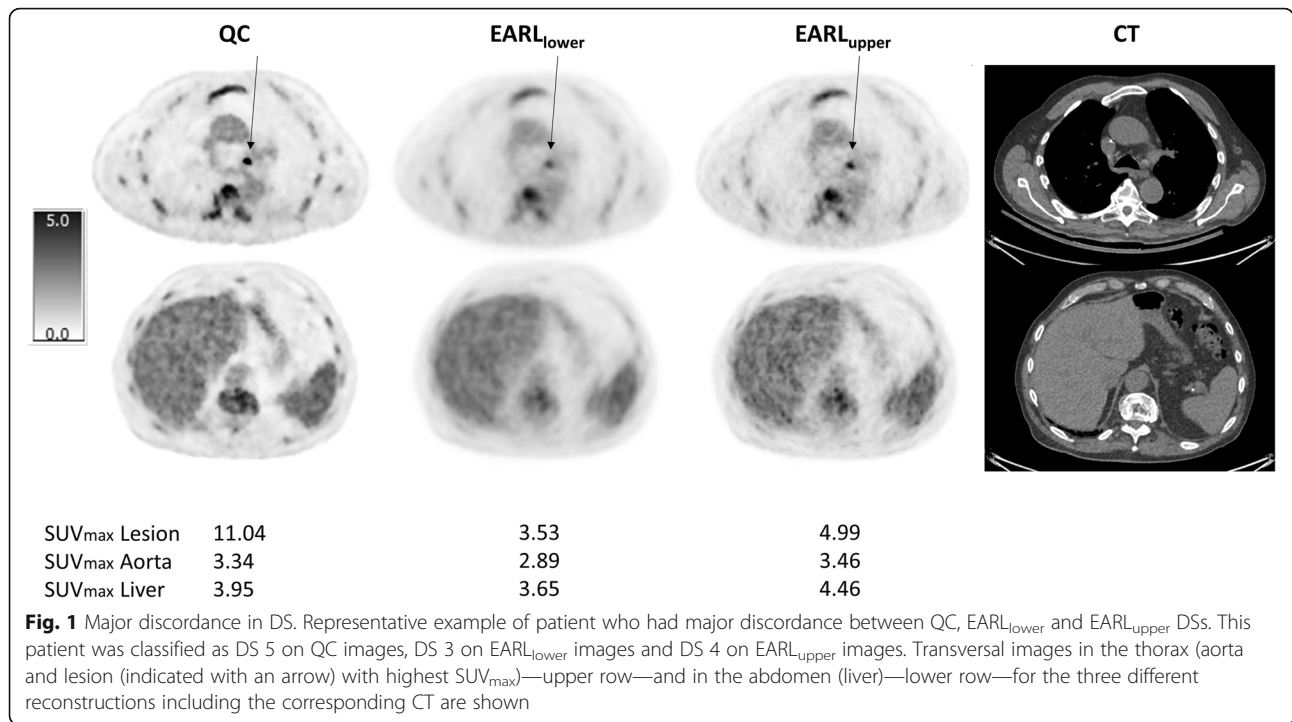 QC EARLlower EARLupper CT
5.0
0.0
SUVmax Lesion 11.04 3.53 4.99
SUVmax Aorta 3.34 2.89 3.46
SUVmax Liver 3.95 3.65 4.46
Fig. 1 Major discordance in DS. Representative example of patient who had major discordance between QC, EARLlower and EARLupper DSs. This
patient was classified as DS 5 on QC images, DS 3 on EARLlower images and DS 4 on EARLupper images. Transversal images in the thorax (aorta
and lesion (indicated with an arrow) with highest SUVmax)—upper row—and in the abdomen (liver)—lower row—for the three different
reconstructions including the corresponding CT are shown